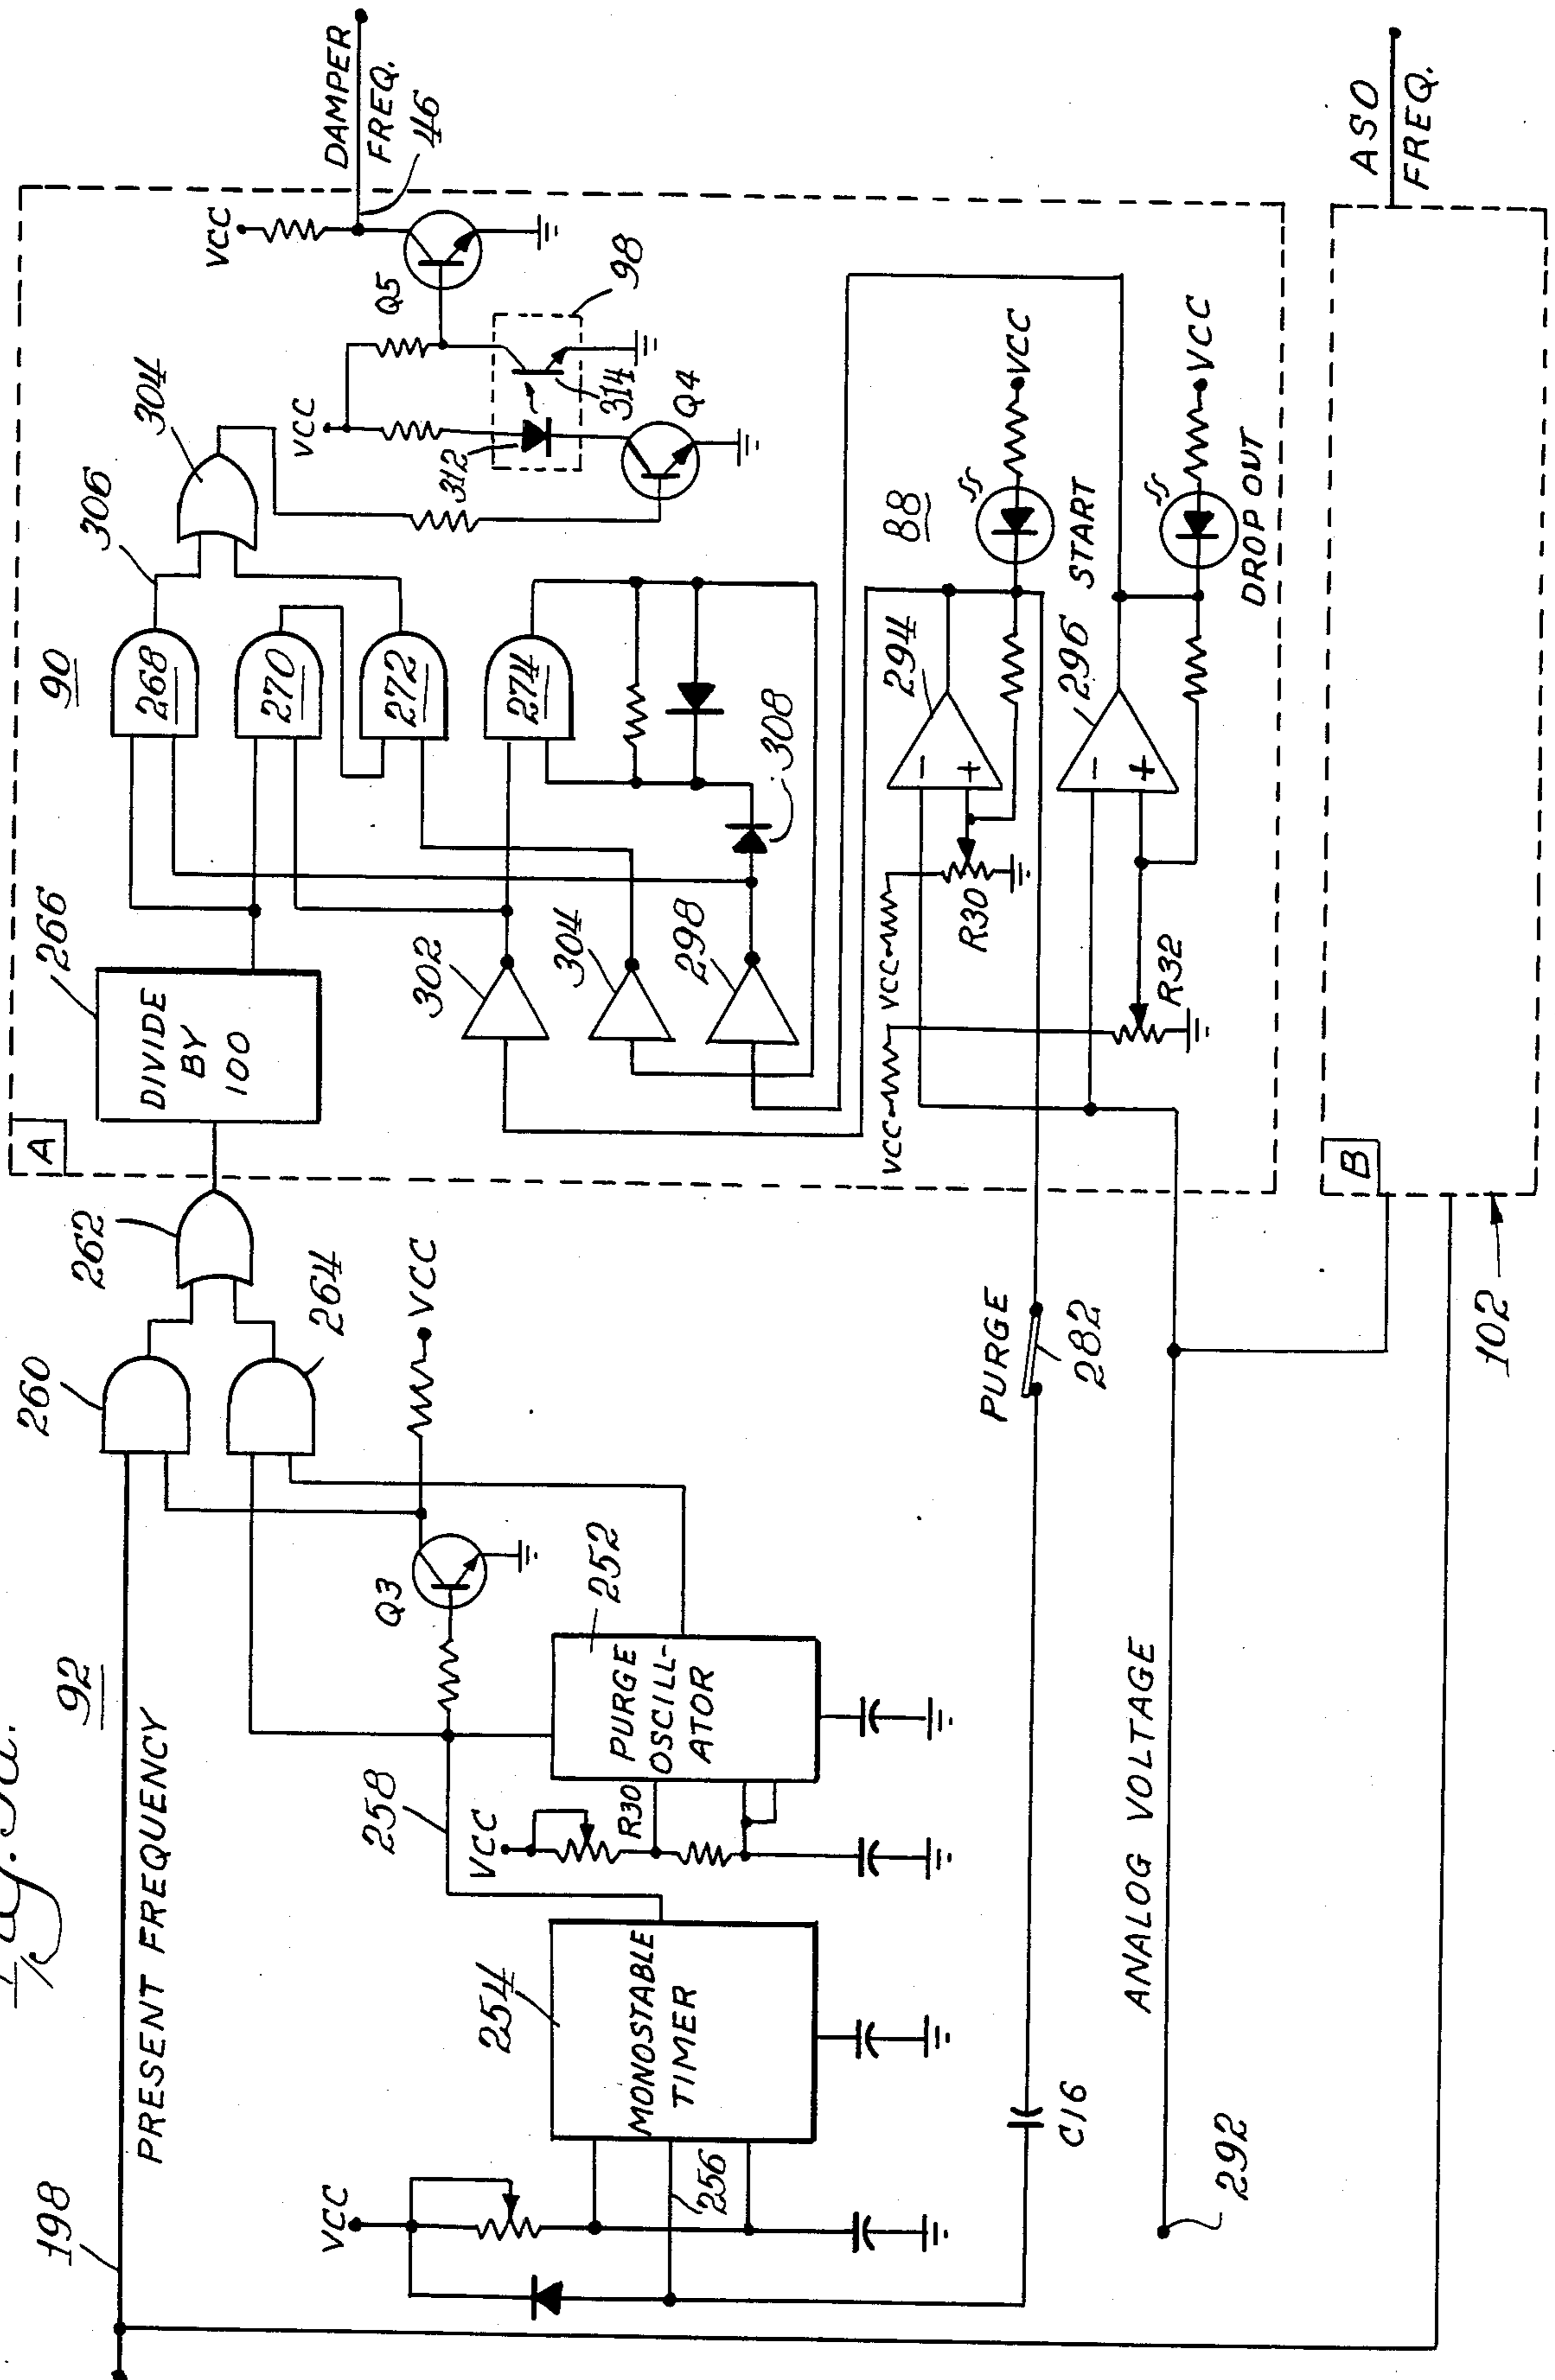 198
PRESENT FREQUENCY
92
260
262
264
266
DIVIDE
BY
100
A
90
268
270
272
274
306
304
VCC
DAMPER
FREQ.
46
Q5
VCC
98
312
314
Q4
302
304
298
308
VCC
254
MONOSTABLE
TIMER
256
258
VCC
R30
PURGE
OSCILL-
ATOR
252
Q3
VCC
C16
PURGE
282
VCC
VCC
R30
R32
294
296
88
START
VCC
DROP OUT
VCC
292
ANALOG VOLTAGE
102
B
ASO
FREQ.